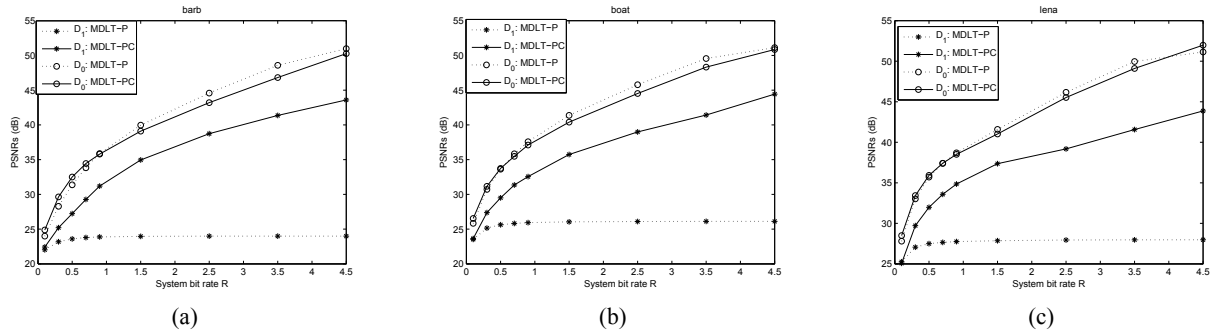 barb
55
50
45
40
35
30
25
20
PSNRs (dB)
D1: MDLT−P
D1: MDLT−PC
D0: MDLT−P
D0: MDLT−PC
0 0.5 1 1.5 2 2.5 3 3.5 4 4.5
System bit rate R
(a)
boat
55
50
45
40
35
30
25
20
PSNRs (dB)
D1: MDLT−P
D1: MDLT−PC
D0: MDLT−P
D0: MDLT−PC
0 0.5 1 1.5 2 2.5 3 3.5 4 4.5
System bit rate R
(b)
lena
55
50
45
40
35
30
25
PSNRs (dB)
D1: MDLT−P
D1: MDLT−PC
D0: MDLT−P
D0: MDLT−PC
0 0.5 1 1.5 2 2.5 3 3.5 4 4.5
System bit rate R
(c)